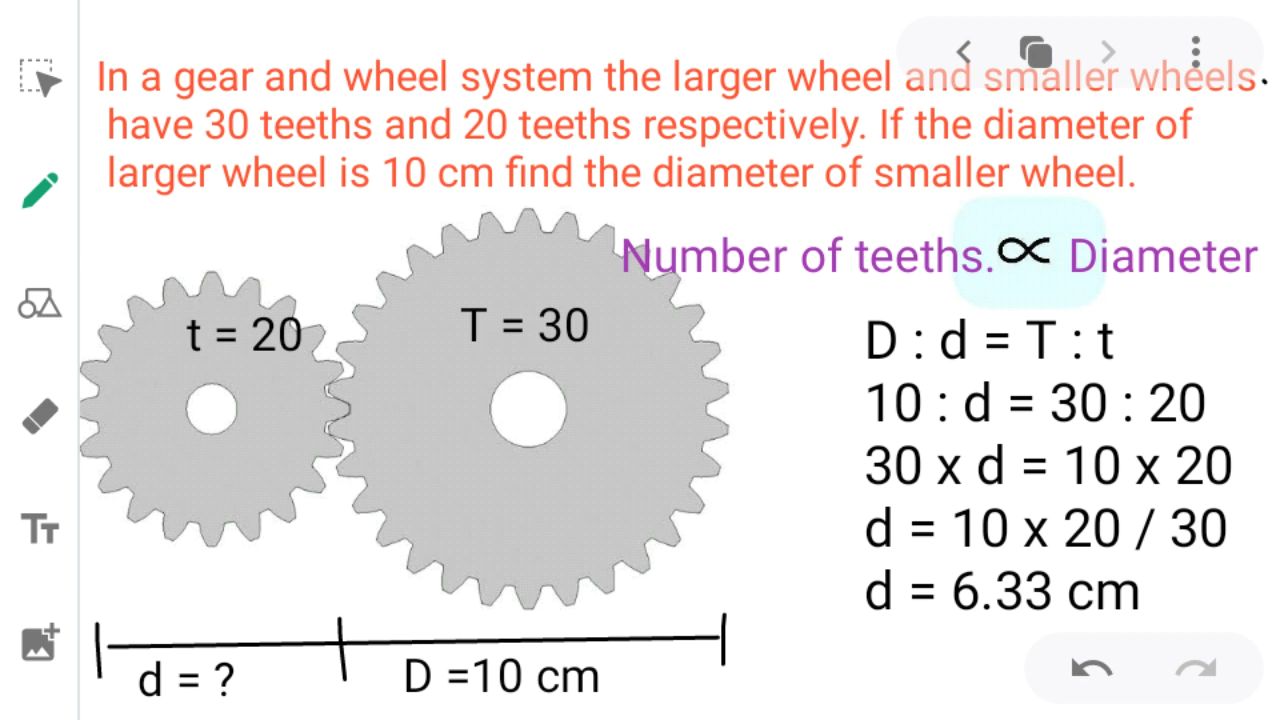 In a gear and wheel system the larger wheel and smaller wheels.
have 30 teeths and 20 teeths respectively. If the diameter of
larger wheel is 10 cm find the diameter of smaller wheel.
Number of teeths. ∝ Diameter
t = 20
T = 30
D : d = T : t
10 : d = 30 : 20
30 x d = 10 x 20
d = 10 x 20 / 30
d = 6.33 cm
d = ?
D =10 cm
TT